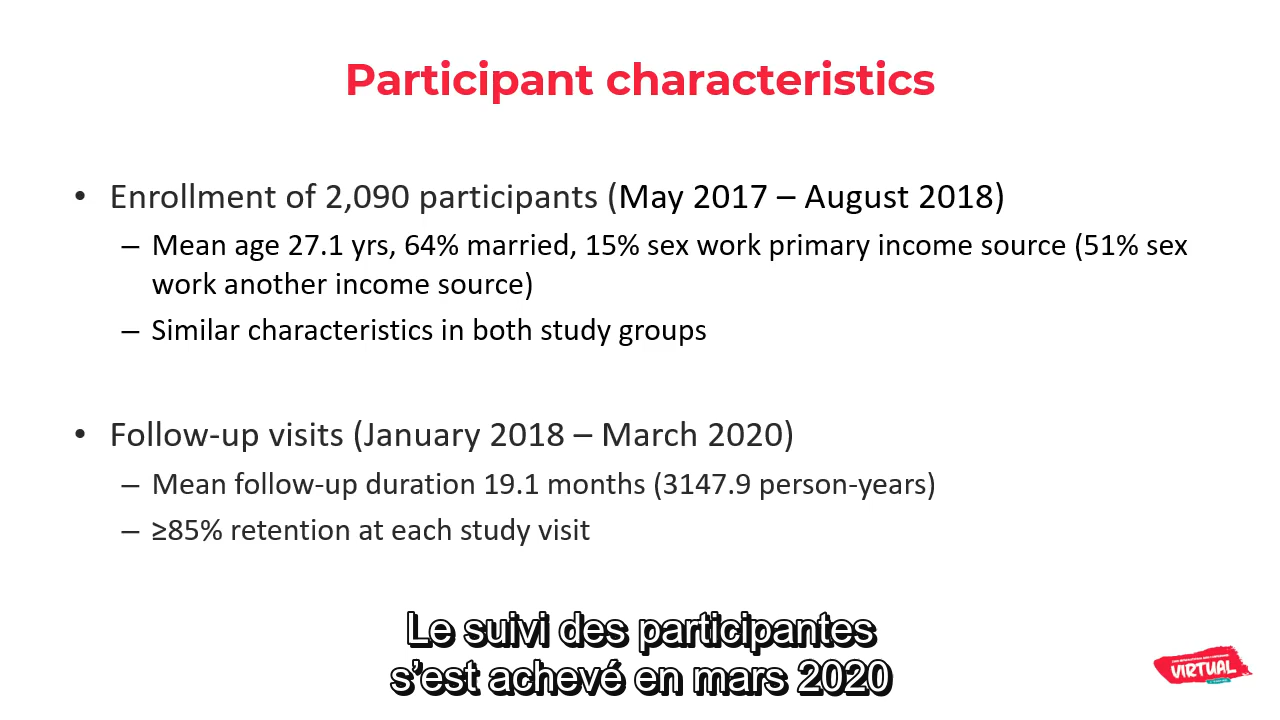 Participant characteristics
• Enrollment of 2,090 participants (May 2017 – August 2018)
– Mean age 27.1 yrs, 64% married, 15% sex work primary income source (51% sex
work another income source)
– Similar characteristics in both study groups
• Follow-up visits (January 2018 – March 2020)
– Mean follow-up duration 19.1 months (3147.9 person-years)
– ≥85% retention at each study visit
Le suivi des participantes
s’est achevé en mars 2020
VIRTUAL